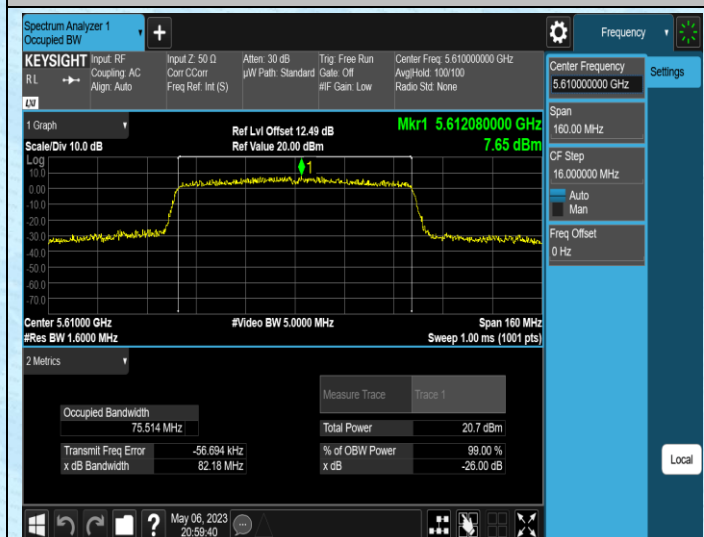 Spectrum Analyzer 1
Occupied BW
Frequency
KEYSIGHT
R L
LXI
Input: RF
Coupling: AC
Align: Auto
Input Z: 50 Ω
Corr CCorr
Freq Ref: Int (S)
Atten: 30 dB
µW Path: Standard
Trig: Free Run
Gate: Off
#IF Gain: Low
Center Freq: 5.610000000 GHz
Avg|Hold: 100/100
Radio Std: None
Center Frequency
5.610000000 GHz
Settings
Span
160.00 MHz
CF Step
16.000000 MHz
Auto
Man
Freq Offset
0 Hz
1 Graph
Scale/Div 10.0 dB
Ref Lvl Offset 12.49 dB
Ref Value 20.00 dBm
Mkr1 5.612080000 GHz
7.65 dBm
Log
10.0
0.00
-10.0
-20.0
-30.0
-40.0
-50.0
-60.0
-70.0
1
Center 5.61000 GHz
#Res BW 1.6000 MHz
#Video BW 5.0000 MHz
Span 160 MHz
Sweep 1.00 ms (1001 pts)
2 Metrics
Measure Trace
Trace 1
Occupied Bandwidth
75.514 MHz
Total Power
20.7 dBm
Transmit Freq Error
-56.694 kHz
% of OBW Power
99.00 %
x dB Bandwidth
82.18 MHz
x dB
-26.00 dB
Local
?
May 06, 2023
20:59:40